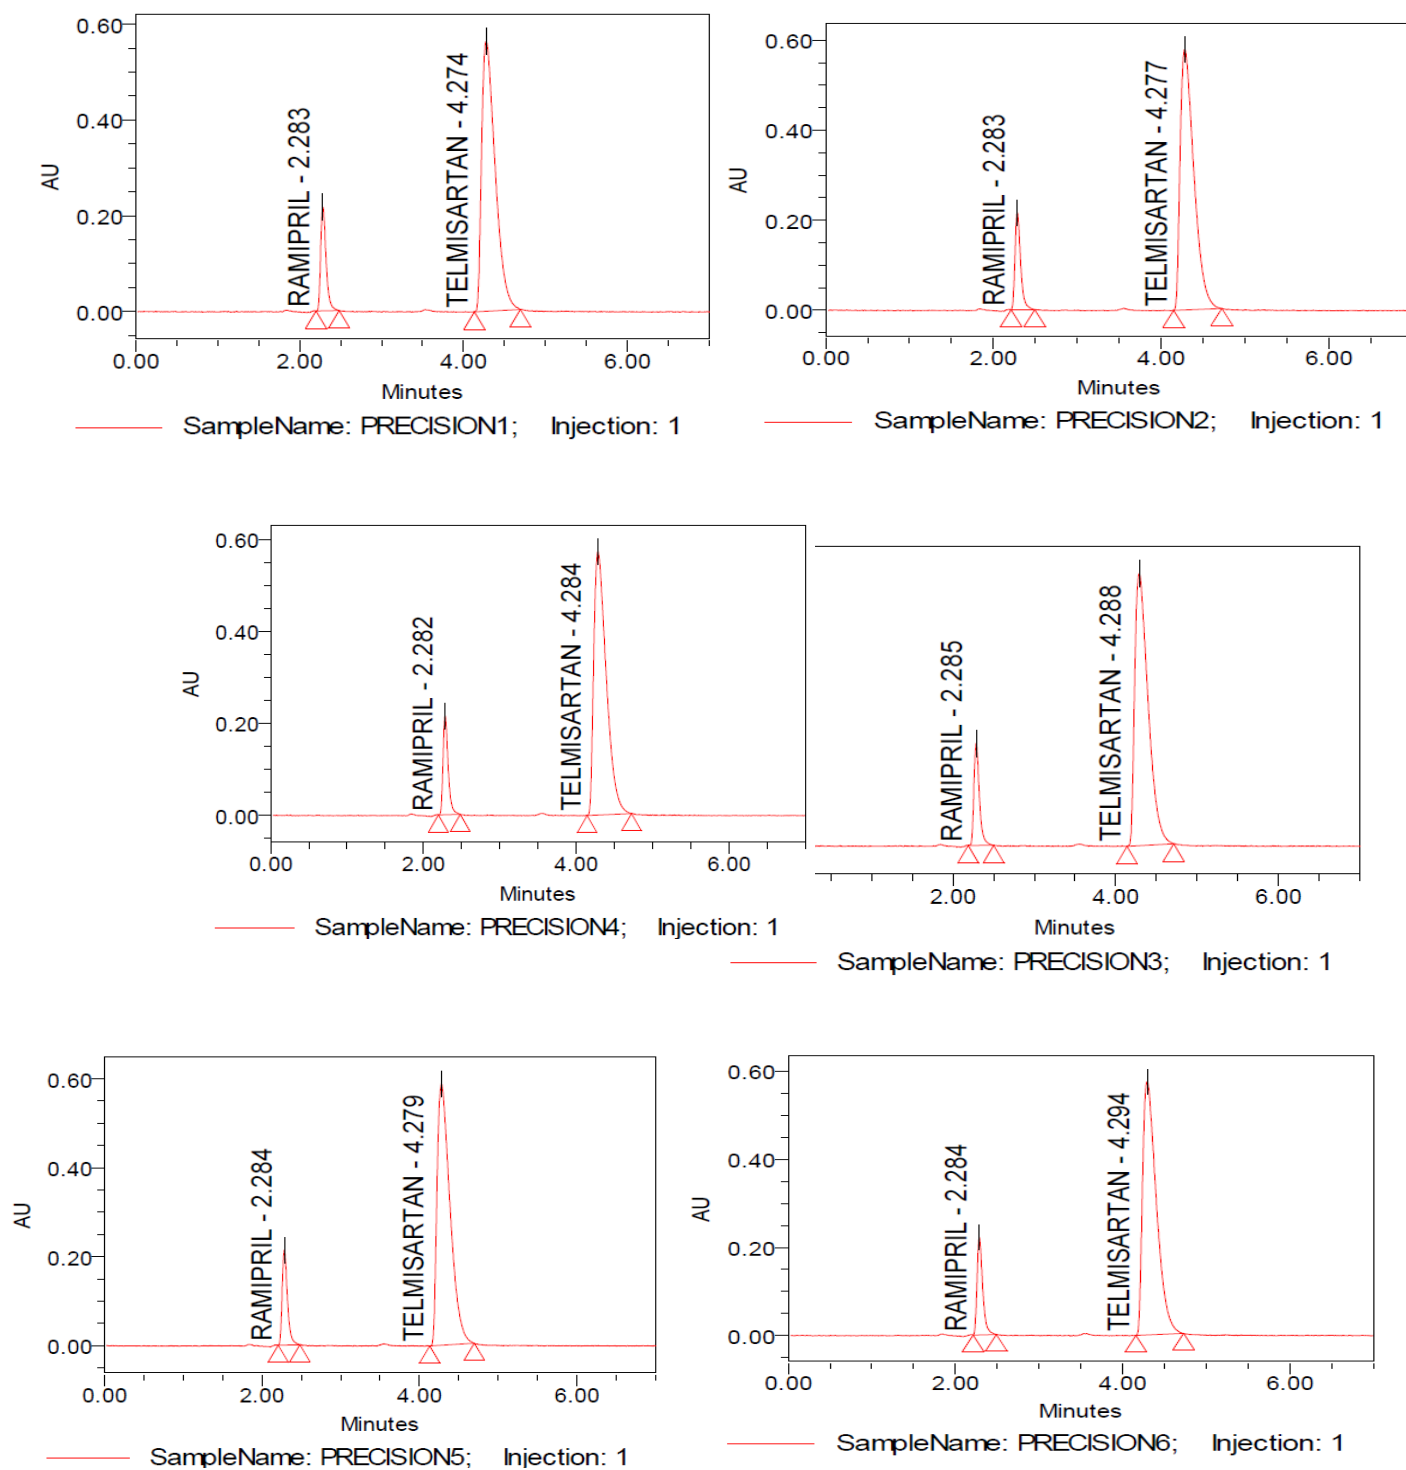 0.60
0.40
0.20
0.00
AU
RAMIPRIL - 2.283
TELMISARTAN - 4.274
0.00 2.00 4.00 6.00
Minutes
SampleName: PRECISION1; Injection: 1
0.60
0.40
0.20
0.00
AU
RAMIPRIL - 2.283
TELMISARTAN - 4.277
0.00 2.00 4.00 6.00
Minutes
SampleName: PRECISION2; Injection: 1
0.60
0.40
0.20
0.00
AU
RAMIPRIL - 2.282
TELMISARTAN - 4.284
0.00 2.00 4.00 6.00
Minutes
SampleName: PRECISION4; Injection: 1
RAMIPRIL - 2.285
TELMISARTAN - 4.288
2.00 4.00 6.00
Minutes
SampleName: PRECISION3; Injection: 1
0.60
0.40
0.20
0.00
AU
RAMIPRIL - 2.284
TELMISARTAN - 4.279
0.00 2.00 4.00 6.00
Minutes
SampleName: PRECISION5; Injection: 1
0.60
0.40
0.20
0.00
AU
RAMIPRIL - 2.284
TELMISARTAN - 4.294
0.00 2.00 4.00 6.00
Minutes
SampleName: PRECISION6; Injection: 1